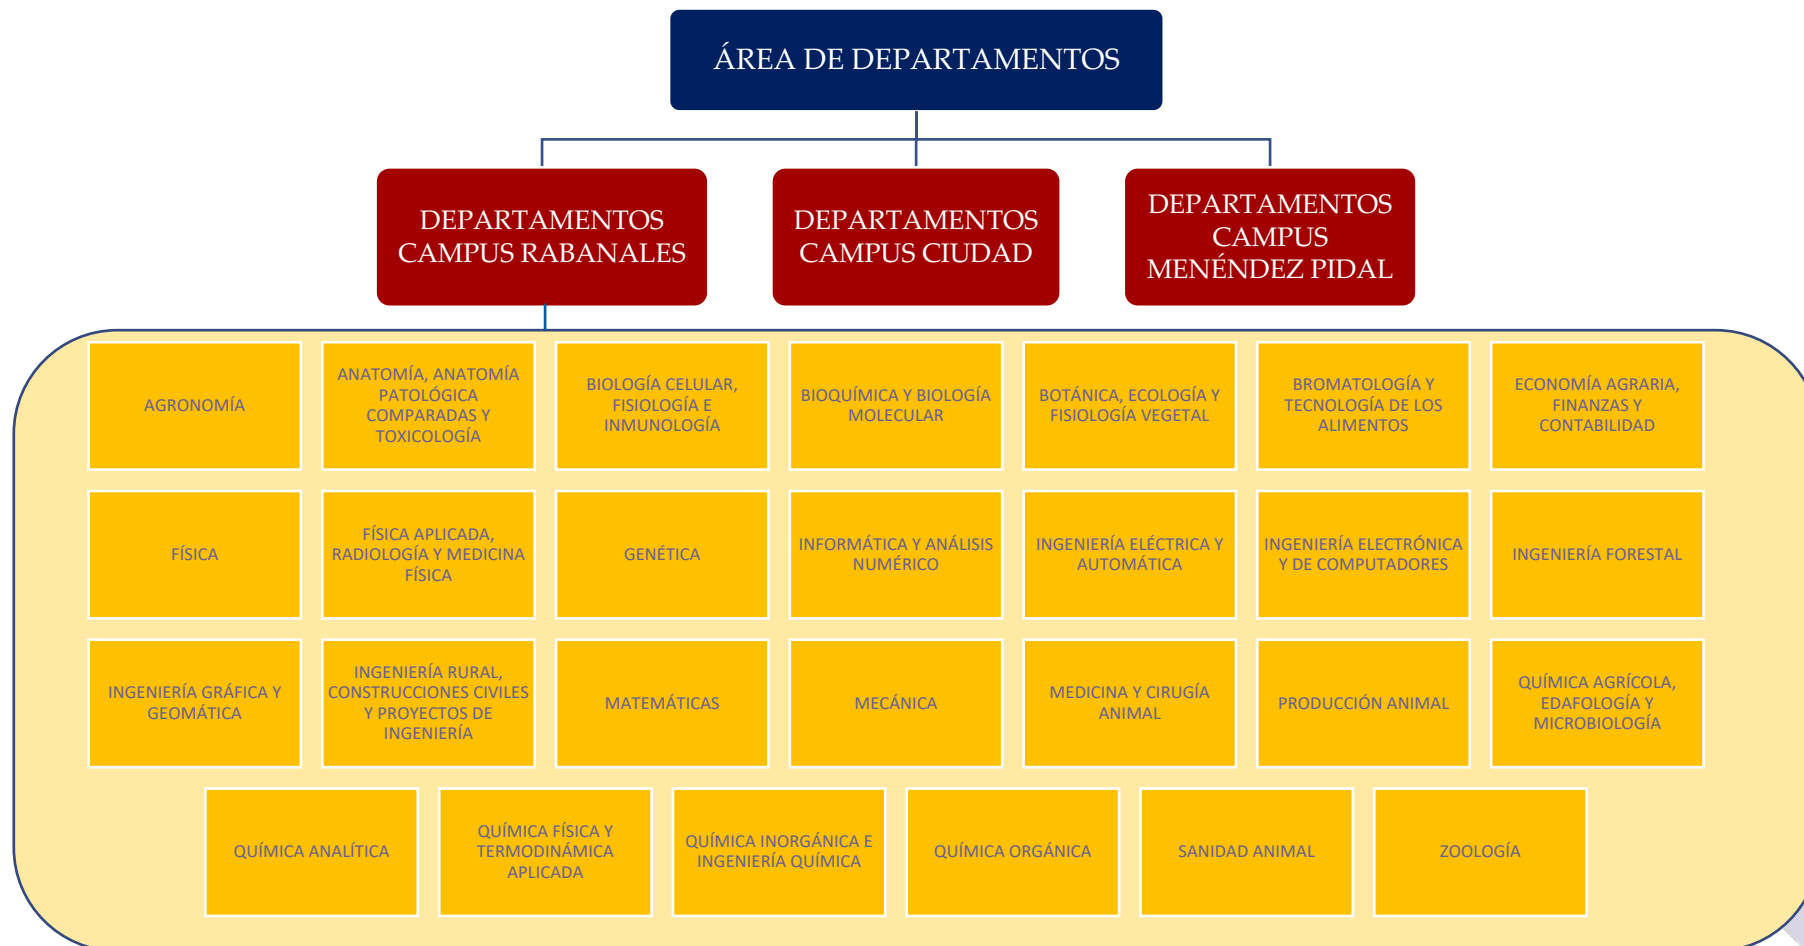 ÁREA DE DEPARTAMENTOS
DEPARTAMENTOS
CAMPUS RABANALES
DEPARTAMENTOS
CAMPUS CIUDAD
DEPARTAMENTOS
CAMPUS
MENÉNDEZ PIDAL
AGRONOMÍA
ANATOMÍA, ANATOMÍA
PATOLÓGICA
COMPARADAS Y
TOXICOLOGÍA
BIOLOGÍA CELULAR,
FISIOLOGÍA E
INMUNOLOGÍA
BIOQUÍMICA Y BIOLOGÍA
MOLECULAR
BOTÁNICA, ECOLOGÍA Y
FISIOLOGÍA VEGETAL
BROMATOLOGÍA Y
TECNOLOGÍA DE LOS
ALIMENTOS
ECONOMÍA AGRARIA,
FINANZAS Y
CONTABILIDAD
FÍSICA
FÍSICA APLICADA,
RADIOLOGÍA Y MEDICINA
FÍSICA
GENÉTICA
INFORMÁTICA Y ANÁLISIS
NUMÉRICO
INGENIERÍA ELÉCTRICA Y
AUTOMÁTICA
INGENIERÍA ELECTRÓNICA
Y DE COMPUTADORES
INGENIERÍA FORESTAL
INGENIERÍA GRÁFICA Y
GEOMÁTICA
INGENIERÍA RURAL,
CONSTRUCCIONES CIVILES
Y PROYECTOS DE
INGENIERÍA
MATEMÁTICAS
MECÁNICA
MEDICINA Y CIRUGÍA
ANIMAL
PRODUCCIÓN ANIMAL
QUÍMICA AGRÍCOLA,
EDAFOLOGÍA Y
MICROBIOLOGÍA
QUÍMICA ANALÍTICA
QUÍMICA FÍSICA Y
TERMODINÁMICA
APLICADA
QUÍMICA INORGÁNICA E
INGENIERÍA QUÍMICA
QUÍMICA ORGÁNICA
SANIDAD ANIMAL
ZOOLOGÍA